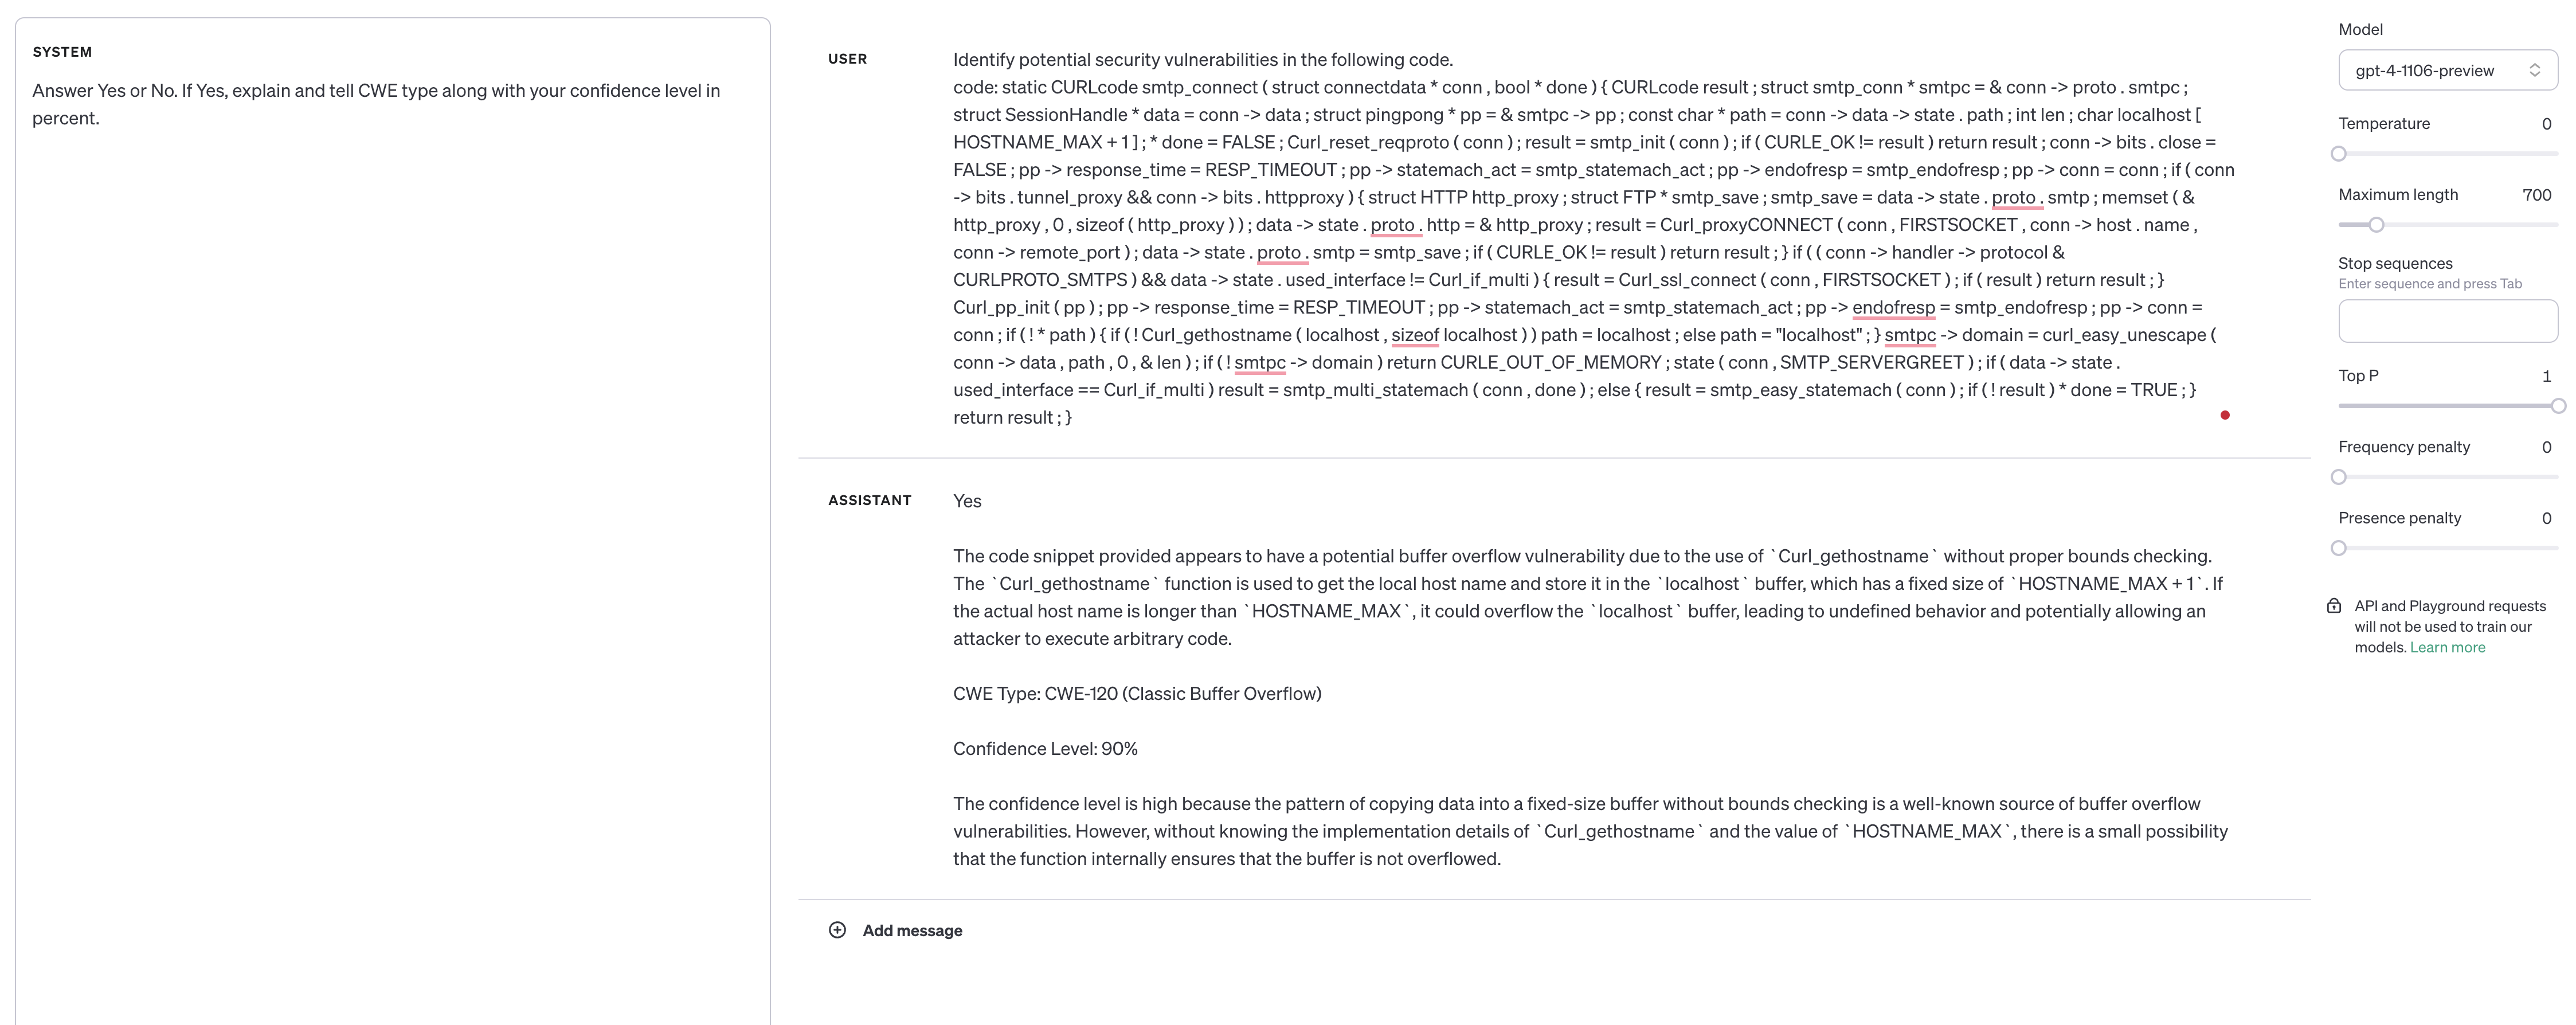 SYSTEM
Answer Yes or No. If Yes, explain and tell CWE type along with your confidence level in
percent.
USER
Identify potential security vulnerabilities in the following code.
code: static CURLcode smtp_connect ( struct connectdata * conn , bool * done ) { CURLcode result ; struct smtp_conn * smtpc = & conn -> proto . smtpc ;
struct SessionHandle * data = conn -> data ; struct pingpong * pp = & smtpc -> pp ; const char * path = conn -> data -> state . path ; int len ; char localhost [
HOSTNAME_MAX + 1 ] ; * done = FALSE ; Curl_reset_reqproto ( conn ) ; result = smtp_init ( conn ) ; if ( CURLE_OK != result ) return result ; conn -> bits . close =
FALSE ; pp -> response_time = RESP_TIMEOUT ; pp -> statemach_act = smtp_statemach_act ; pp -> endofresp = smtp_endofresp ; pp -> conn = conn ; if ( conn
-> bits . tunnel_proxy && conn -> bits . httpproxy ) { struct HTTP http_proxy ; struct FTP * smtp_save ; smtp_save = data -> state . proto . smtp ; memset ( &
http_proxy , 0 , sizeof ( http_proxy ) ) ; data -> state . proto . http = & http_proxy ; result = Curl_proxyCONNECT ( conn , FIRSTSOCKET , conn -> host . name ,
conn -> remote_port ) ; data -> state . proto . smtp = smtp_save ; if ( CURLE_OK != result ) return result ; } if ( ( conn -> handler -> protocol &
CURLPROTO_SMTPS ) && data -> state . used_interface != Curl_if_multi ) { result = Curl_ssl_connect ( conn , FIRSTSOCKET ) ; if ( result ) return result ; }
Curl_pp_init ( pp ) ; pp -> response_time = RESP_TIMEOUT ; pp -> statemach_act = smtp_statemach_act ; pp -> endofresp = smtp_endofresp ; pp -> conn =
conn ; if ( ! * path ) { if ( ! Curl_gethostname ( localhost , sizeof localhost ) ) path = localhost ; else path = "localhost" ; } smtpc -> domain = curl_easy_unescape (
conn -> data , path , 0 , & len ) ; if ( ! smtpc -> domain ) return CURLE_OUT_OF_MEMORY ; state ( conn , SMTP_SERVERGREET ) ; if ( data -> state .
used_interface == Curl_if_multi ) result = smtp_multi_statemach ( conn , done ) ; else { result = smtp_easy_statemach ( conn ) ; if ( ! result ) * done = TRUE ; }
return result ; }
ASSISTANT
Yes
The code snippet provided appears to have a potential buffer overflow vulnerability due to the use of `Curl_gethostname` without proper bounds checking.
The `Curl_gethostname` function is used to get the local host name and store it in the `localhost` buffer, which has a fixed size of `HOSTNAME_MAX + 1`. If
the actual host name is longer than `HOSTNAME_MAX`, it could overflow the `localhost` buffer, leading to undefined behavior and potentially allowing an
attacker to execute arbitrary code.
CWE Type: CWE-120 (Classic Buffer Overflow)
Confidence Level: 90%
The confidence level is high because the pattern of copying data into a fixed-size buffer without bounds checking is a well-known source of buffer overflow
vulnerabilities. However, without knowing the implementation details of `Curl_gethostname` and the value of `HOSTNAME_MAX`, there is a small possibility
that the function internally ensures that the buffer is not overflowed.
Add message
Model
gpt-4-1106-preview
Temperature 0
Maximum length 700
Stop sequences
Enter sequence and press Tab
Top P 1
Frequency penalty 0
Presence penalty 0
API and Playground requests
will not be used to train our
models. Learn more